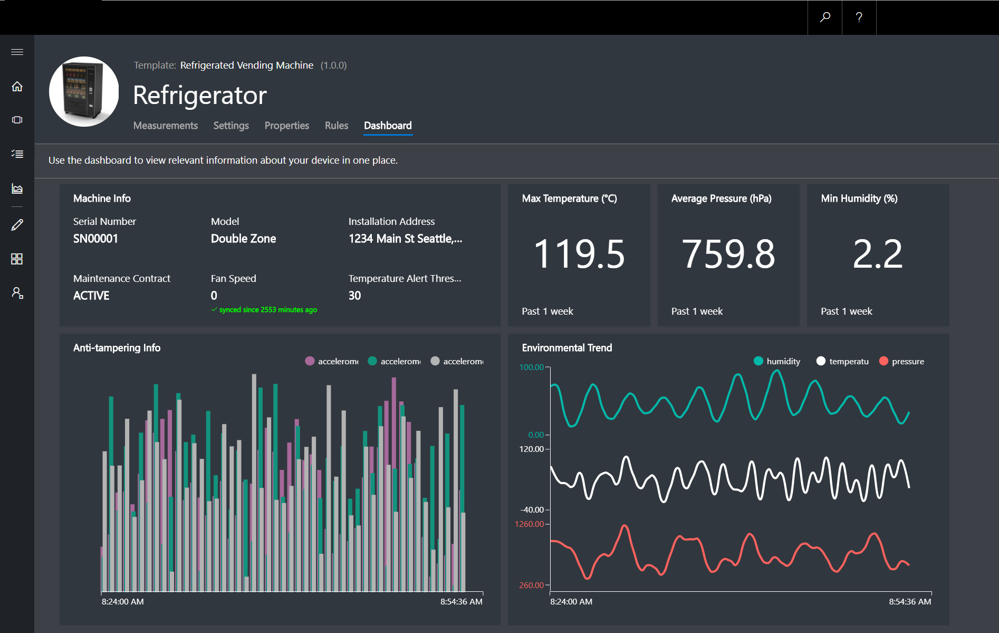 ?
Template: Refrigerated Vending Machine (1.0.0)
Refrigerator
Measurements Settings Properties Rules Dashboard
Use the dashboard to view relevant information about your device in one place.
Machine Info
Serial Number Model Installation Address
SN00001 Double Zone 1234 Main St Seattle,...
Maintenance Contract Fan Speed Temperature Alert Thres...
ACTIVE 0 30
synced since 2553 minutes ago
Max Temperature (°C)
119.5
Past 1 week
Average Pressure (hPa)
759.8
Past 1 week
Min Humidity (%)
2.2
Past 1 week
Anti-tampering Info
accelerom accelerom accelerom
8:24:00 AM 8:54:36 AM
Environmental Trend
humidity temperatu pressure
100.00
0.00
120.00
-40.00
1260.00
260.00
8:24:00 AM 8:54:36 AM